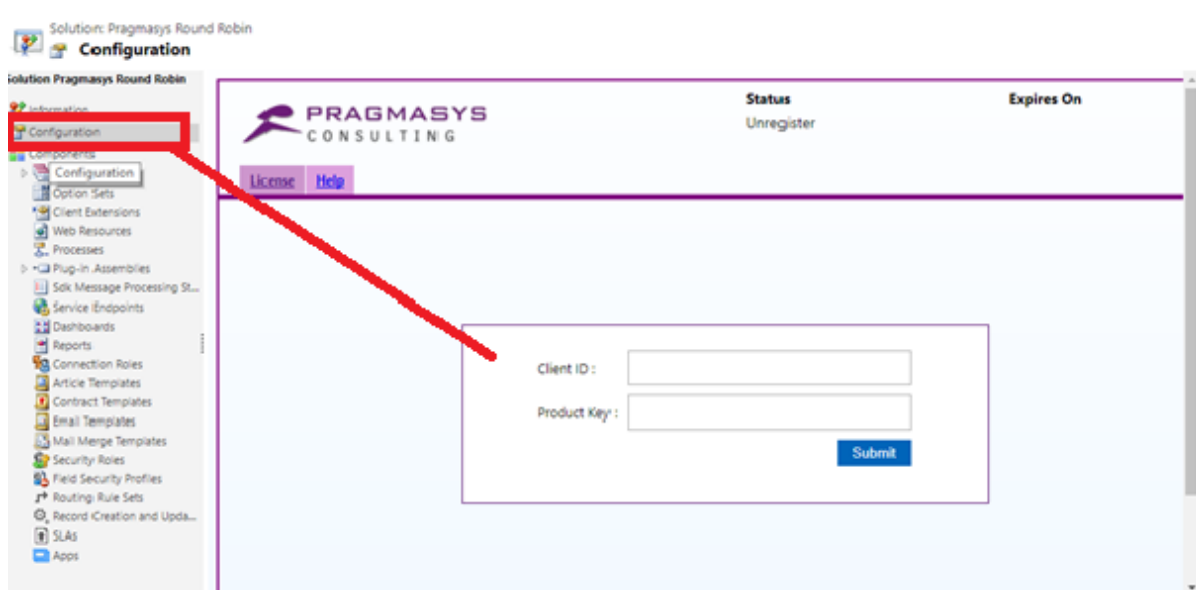 Solution: Pragmasys Round Robin
Configuration
Solution Pragmasys Round Robin
Information
Configuration
Components
Configuration
Option Sets
Client Extensions
Web Resources
Processes
Plug-in Assemblies
Sdk Message Processing St...
Service Endpoints
Dashboards
Reports
Connection Roles
Article Templates
Contract Templates
Email Templates
Mail Merge Templates
Security Roles
Field Security Profiles
Routing Rule Sets
Record Creation and Upda...
SLAs
Apps
PRAGMASYS
CONSULTING
Status
Unregister
Expires On
License Help
Client ID :
Product Key :
Submit